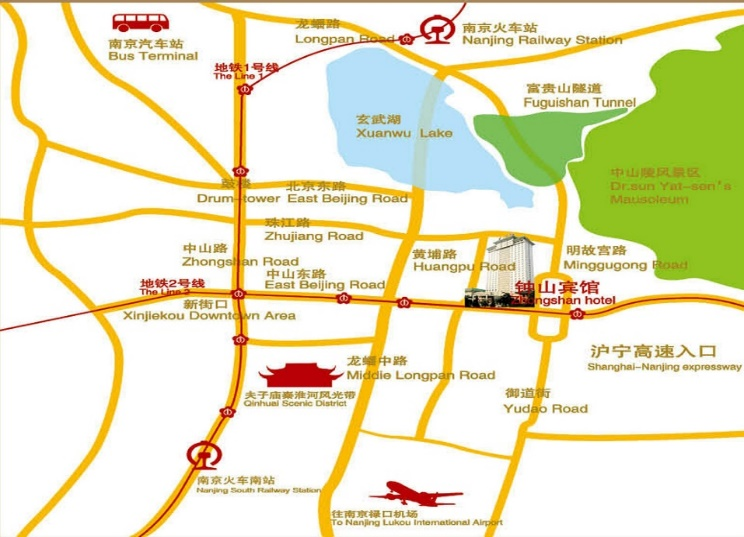 龙蟠路
Longpan Road
南京火车站
Nanjing Railway Station
南京汽车站
Bus Terminal
地铁1号线
The Line 1
富贵山隧道
Fuguishan Tunnel
玄武湖
Xuanwu Lake
中山陵风景区
Dr.sun Yat-sen's
Mausoleum
鼓楼
Drum-tower
北京东路
East Beijing Road
珠江路
Zhujiang Road
中山路
Zhongshan Road
黄埔路
Huangpu Road
明故宫路
Minggugong Road
中山东路
East Beijing Road
地铁2号线
The Line 2
钟山宾馆
Zhongshan hotel
新街口
Xinjiekou Downtown Area
沪宁高速入口
Shanghai-Nanjing expressway
龙蟠中路
Middie Longpan Road
御道街
Yudao Road
夫子庙秦淮河风光带
Qinhuai Scenic District
南京火车南站
Nanjing South Railway Station
往南京禄口机场
To Nanjing Lukou International Airport